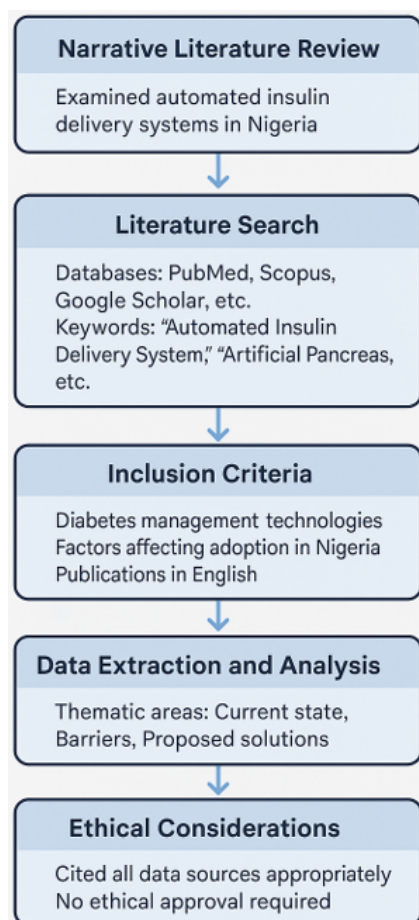 Narrative Literature Review
Examined automated insulin
delivery systems in Nigeria
Literature Search
Databases: PubMed, Scopus,
Google Scholar, etc.
Keywords: “Automated Insulin
Delivery System,” “Artificial Pancreas,
etc.
Inclusion Criteria
Diabetes management technologies
Factors affecting adoption in Nigeria
Publications in English
Data Extraction and Analysis
Thematic areas: Current state,
Barriers, Proposed solutions
Ethical Considerations
Cited all data sources appropriately
No ethical approval required